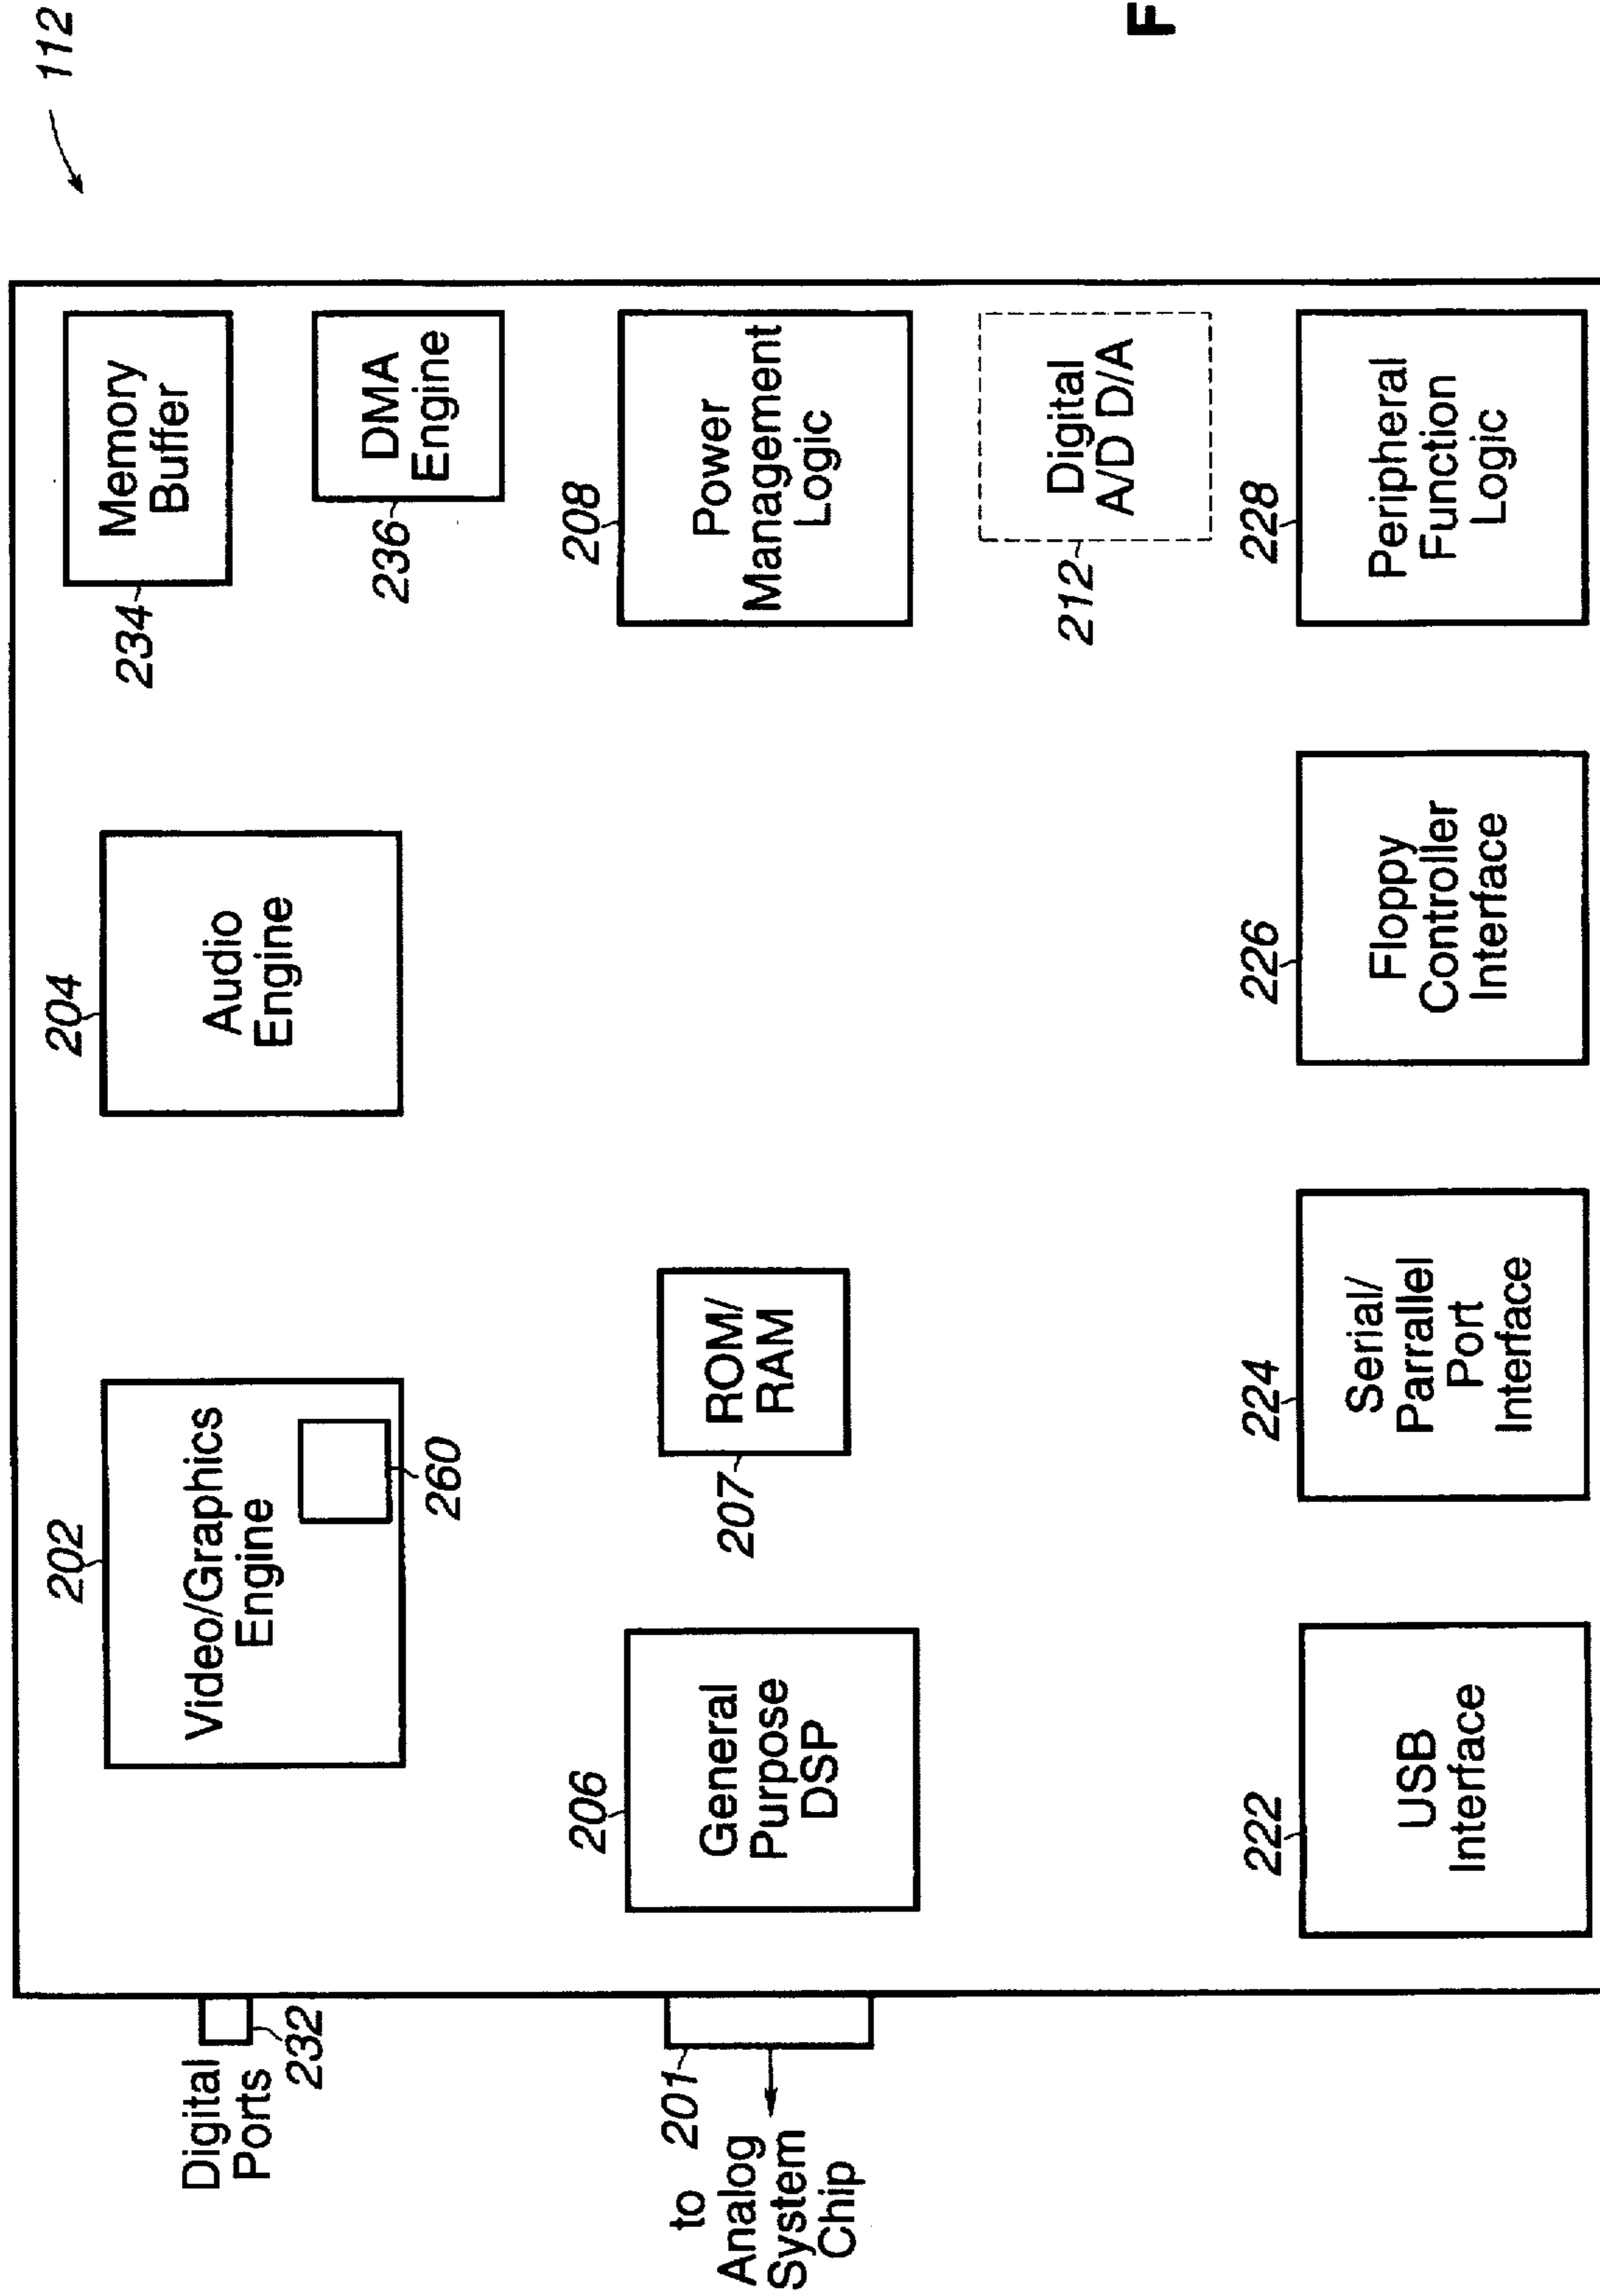 112
Digital
Ports
232
202
Video/Graphics
Engine
260
204
Audio
Engine
234
Memory
Buffer
236
DMA
Engine
to
Analog
System
Chip
201
206
General
Purpose
DSP
207
ROM/
RAM
208
Power
Management
Logic
212
Digital
A/D D/A
222
USB
Interface
224
Serial/
Parrallel
Port
Interface
226
Floppy
Controller
Interface
228
Peripheral
Function
Logic
F